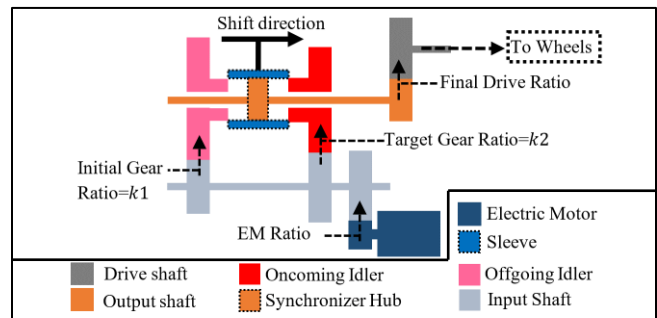 Shift direction
To Wheels
Final Drive Ratio
Target Gear Ratio=k2
Initial Gear
Ratio=k1
EM Ratio
Electric Motor
Sleeve
Drive shaft
Oncoming Idler
Offgoing Idler
Output shaft
Synchronizer Hub
Input Shaft